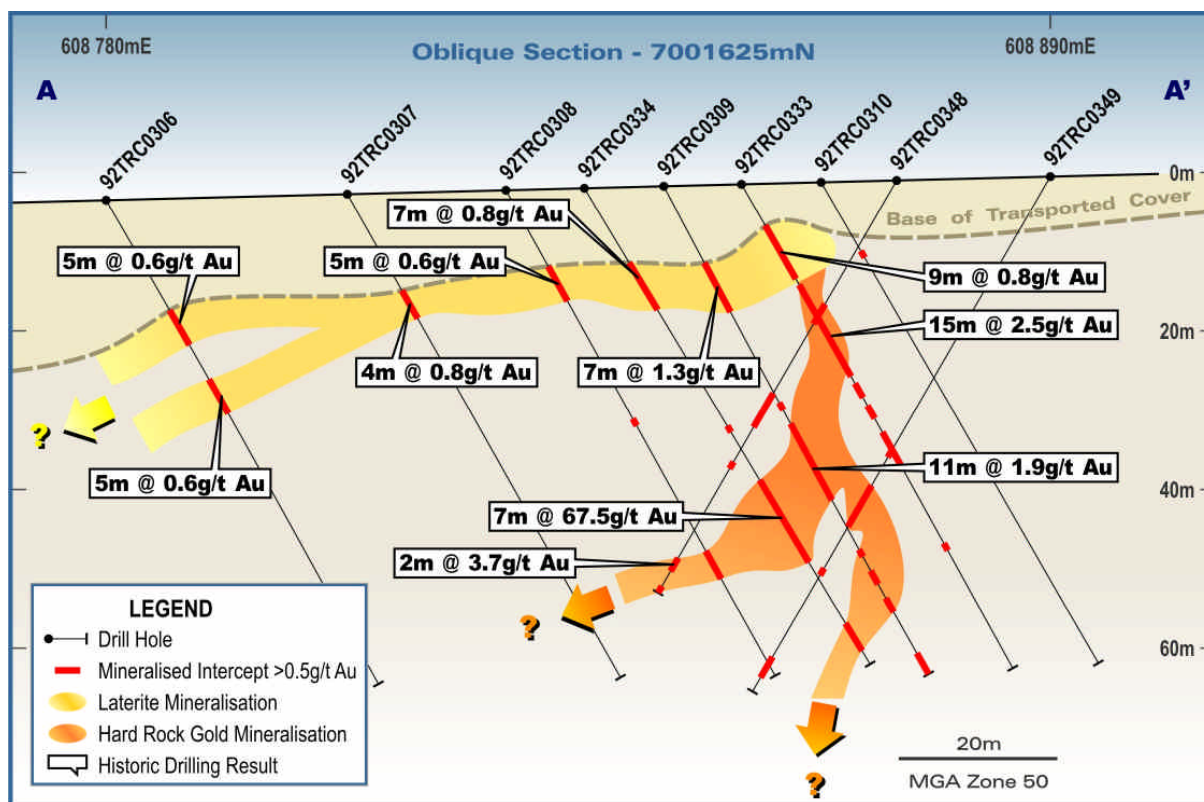 608 780mE
608 890mE
Oblique Section - 7001625mN
A
A'
92TRC0306
92TRC0307
92TRC0308
92TRC0334
92TRC0309
92TRC0333
92TRC0310
92TRC0348
92TRC0349
0m
Base of Transported Cover
7m @ 0.8g/t Au
5m @ 0.6g/t Au
5m @ 0.6g/t Au
9m @ 0.8g/t Au
15m @ 2.5g/t Au
20m
4m @ 0.8g/t Au
7m @ 1.3g/t Au
?
11m @ 1.9g/t Au
5m @ 0.6g/t Au
40m
7m @ 67.5g/t Au
2m @ 3.7g/t Au
?
60m
LEGEND
Drill Hole
Mineralised Intercept >0.5g/t Au
Laterite Mineralisation
Hard Rock Gold Mineralisation
Historic Drilling Result
20m
MGA Zone 50
?